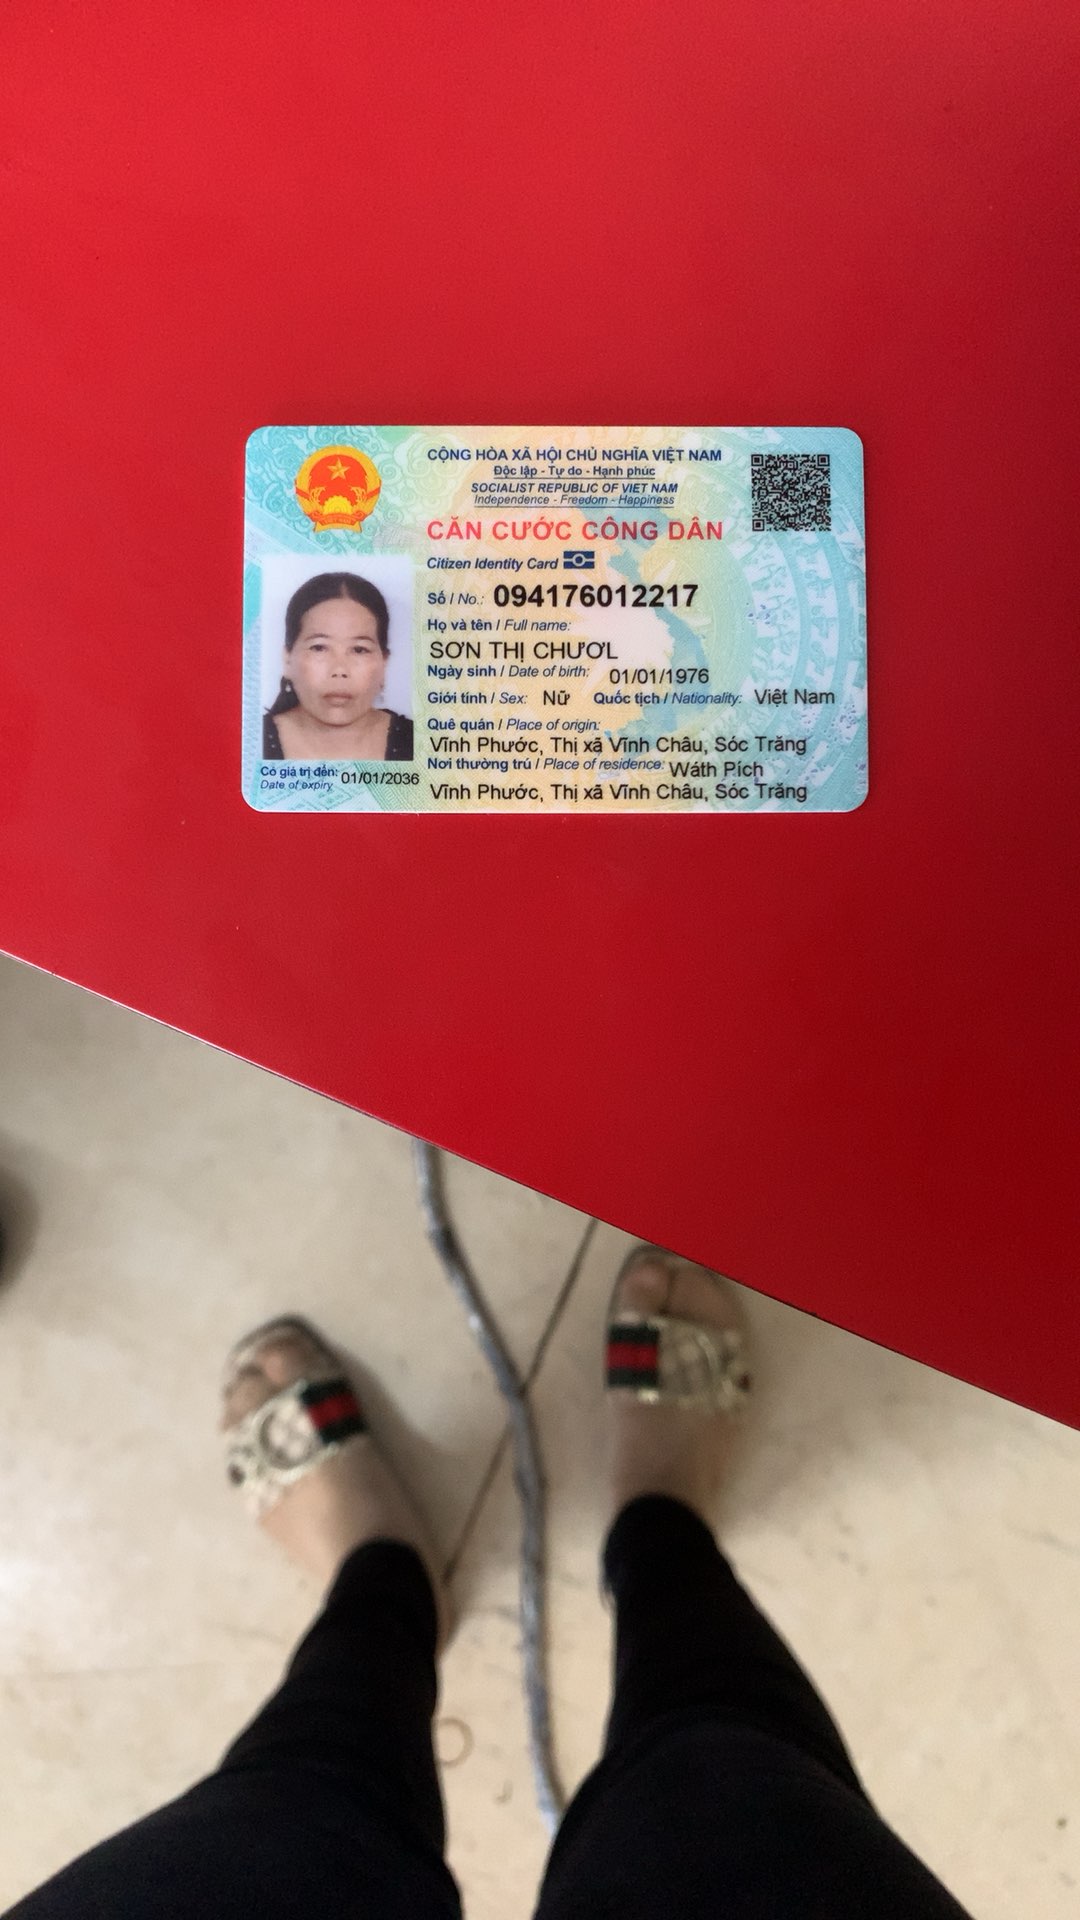 CỘNG HÒA XÃ HỘI CHỦ NGHĨA VIỆT NAM
Độc lập - Tự do - Hạnh phúc
SOCIALIST REPUBLIC OF VIET NAM
Independence - Freedom - Happiness
CĂN CƯỚC CÔNG DÂN
Citizen Identity Card
Số / No.: 094176012217
Họ và tên / Full name:
SƠN THỊ CHƯƠL
Ngày sinh / Date of birth: 01/01/1976
Giới tính / Sex: Nữ Quốc tịch / Nationality: Việt Nam
Quê quán / Place of origin:
Vĩnh Phước, Thị xã Vĩnh Châu, Sóc Trăng
Nơi thường trú / Place of residence: Wáth Pích
Vĩnh Phước, Thị xã Vĩnh Châu, Sóc Trăng
Có giá trị đến: 01/01/2036
Date of expiry